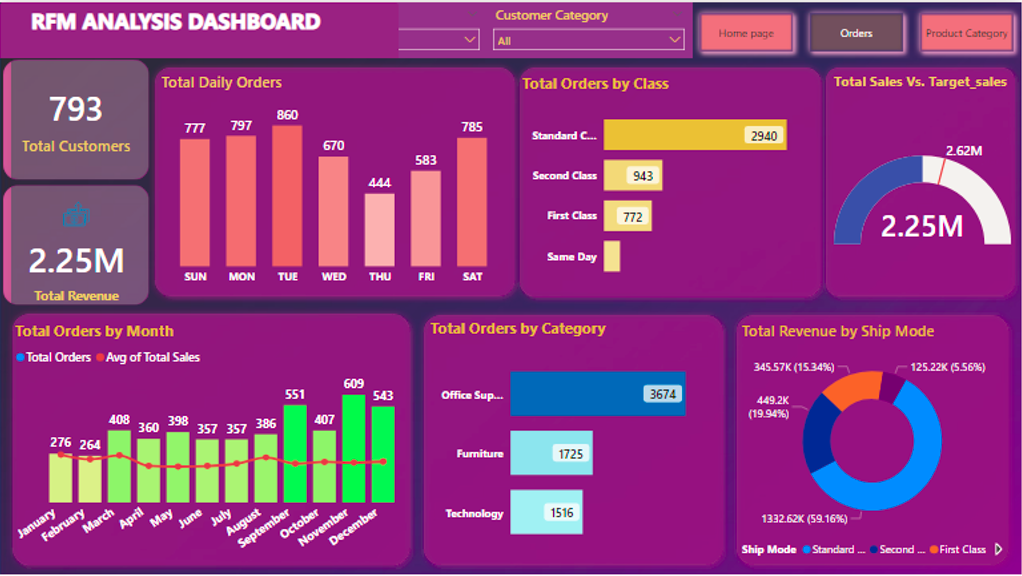 RFM ANALYSIS DASHBOARD
Customer Category
All
Home page
Orders
Product Category
793
Total Customers
2.25M
Total Revenue
Total Daily Orders
777
797
860
670
444
583
785
SUN
MON
TUE
WED
THU
FRI
SAT
Total Orders by Class
Standard C...
2940
Second Class
943
First Class
772
Same Day
Total Sales Vs. Target_sales
2.62M
2.25M
Total Orders by Month
Total Orders
Avg of Total Sales
276
264
408
360
398
357
357
386
551
407
609
543
January
February
March
April
May
June
July
August
September
October
November
December
Total Orders by Category
Office Sup...
3674
Furniture
1725
Technology
1516
Total Revenue by Ship Mode
345.57K (15.34%)
125.22K (5.56%)
449.2K
(19.94%)
1332.62K (59.16%)
Ship Mode
Standard ...
Second ...
First Class